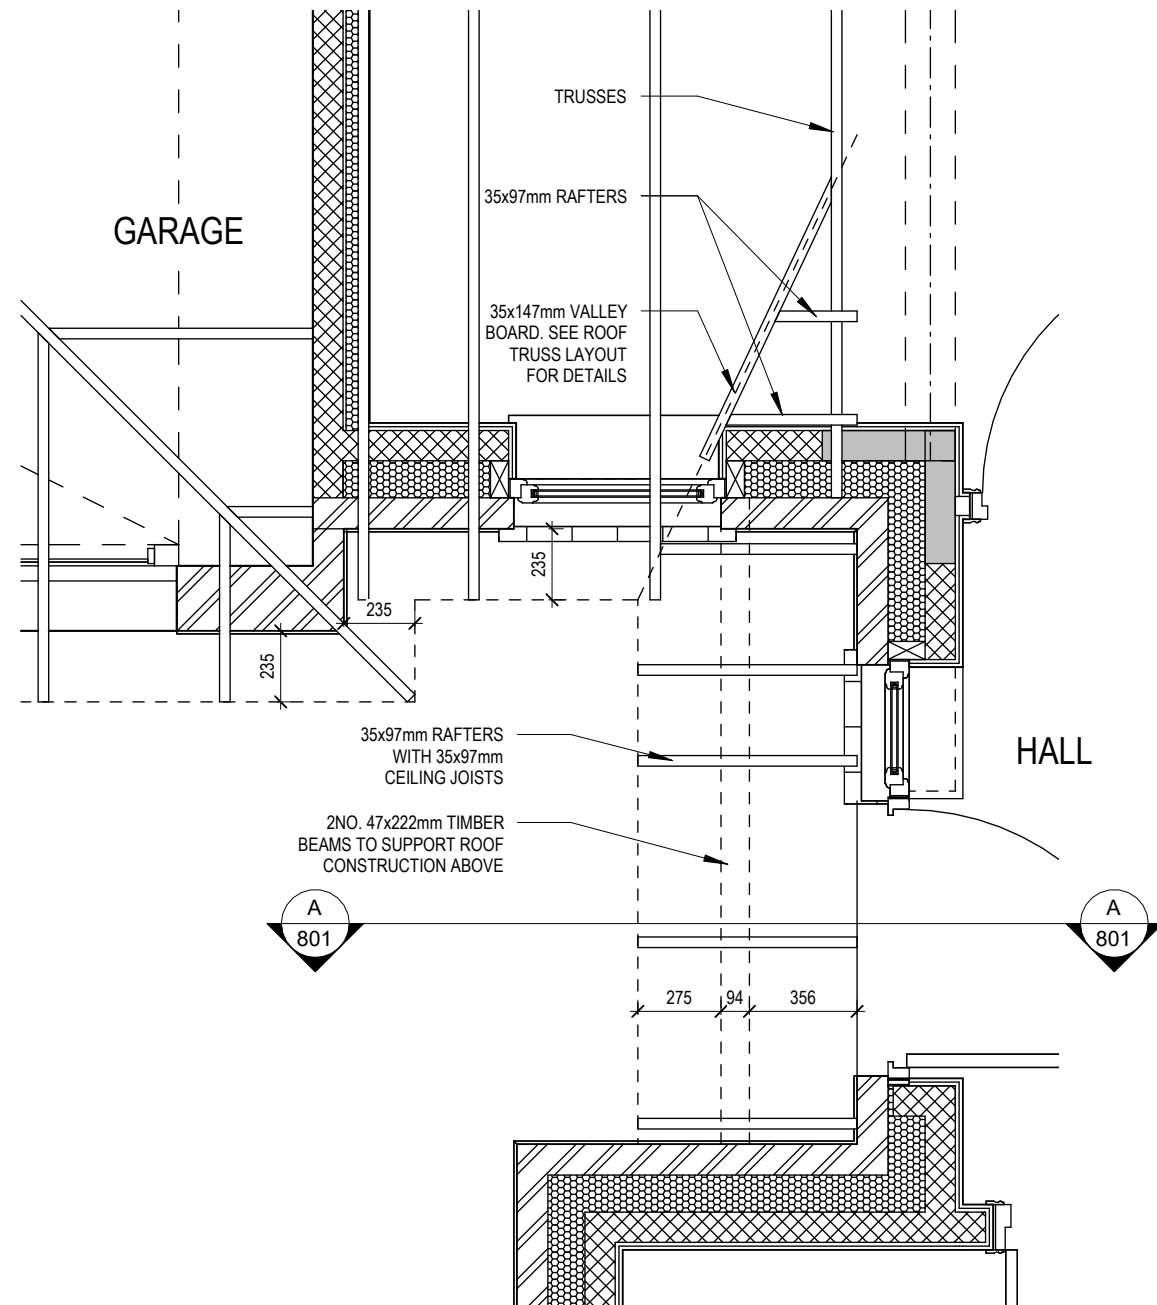 TRUSSES
GARAGE
35x97mm RAFTERS
35x147mm VALLEY
BOARD. SEE ROOF
TRUSS LAYOUT
FOR DETAILS
235
235
235
35x97mm RAFTERS
WITH 35x97mm
CEILING JOISTS
HALL
2NO. 47x222mm TIMBER
BEAMS TO SUPPORT ROOF
CONSTRUCTION ABOVE
A
801
A
801
275 94 356